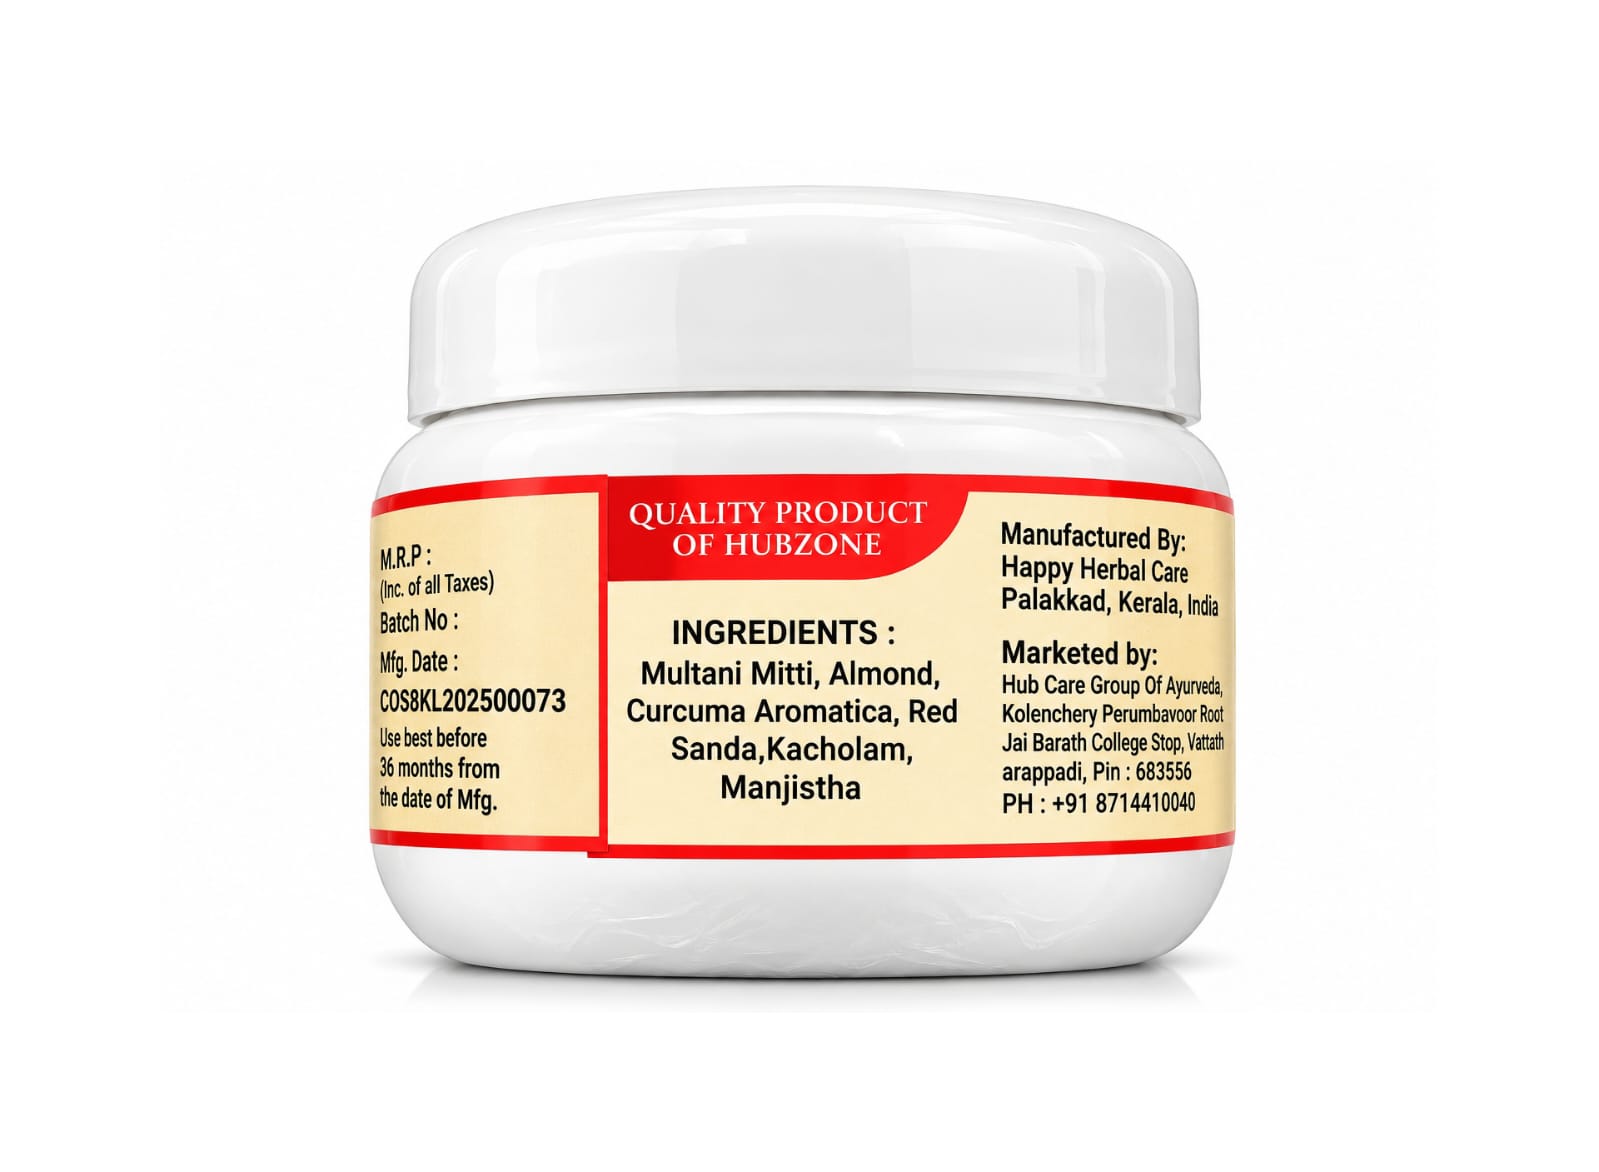 M.R.P :
(Inc. of all Taxes)
Batch No :
Mfg. Date :
COS8KL202500073
Use best before
36 months from
the date of Mfg.
QUALITY PRODUCT
OF HUBZONE
INGREDIENTS :
Multani Mitti, Almond,
Curcuma Aromatica, Red
Sanda,Kacholam,
Manjistha
Manufactured By:
Happy Herbal Care
Palakkad, Kerala, India
Marketed by:
Hub Care Group Of Ayurveda,
Kolenchery Perumbavoor Root
Jai Barath College Stop, Vattath
arappadi, Pin : 683556
PH : +91 8714410040